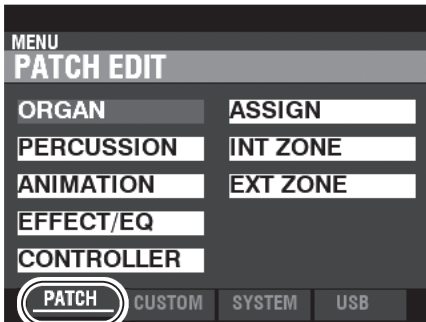 MENU
PATCH EDIT
ORGAN
PERCUSSION
ANIMATION
EFFECT/EQ
CONTROLLER
ASSIGN
INT ZONE
EXT ZONE
PATCH CUSTOM SYSTEM USB